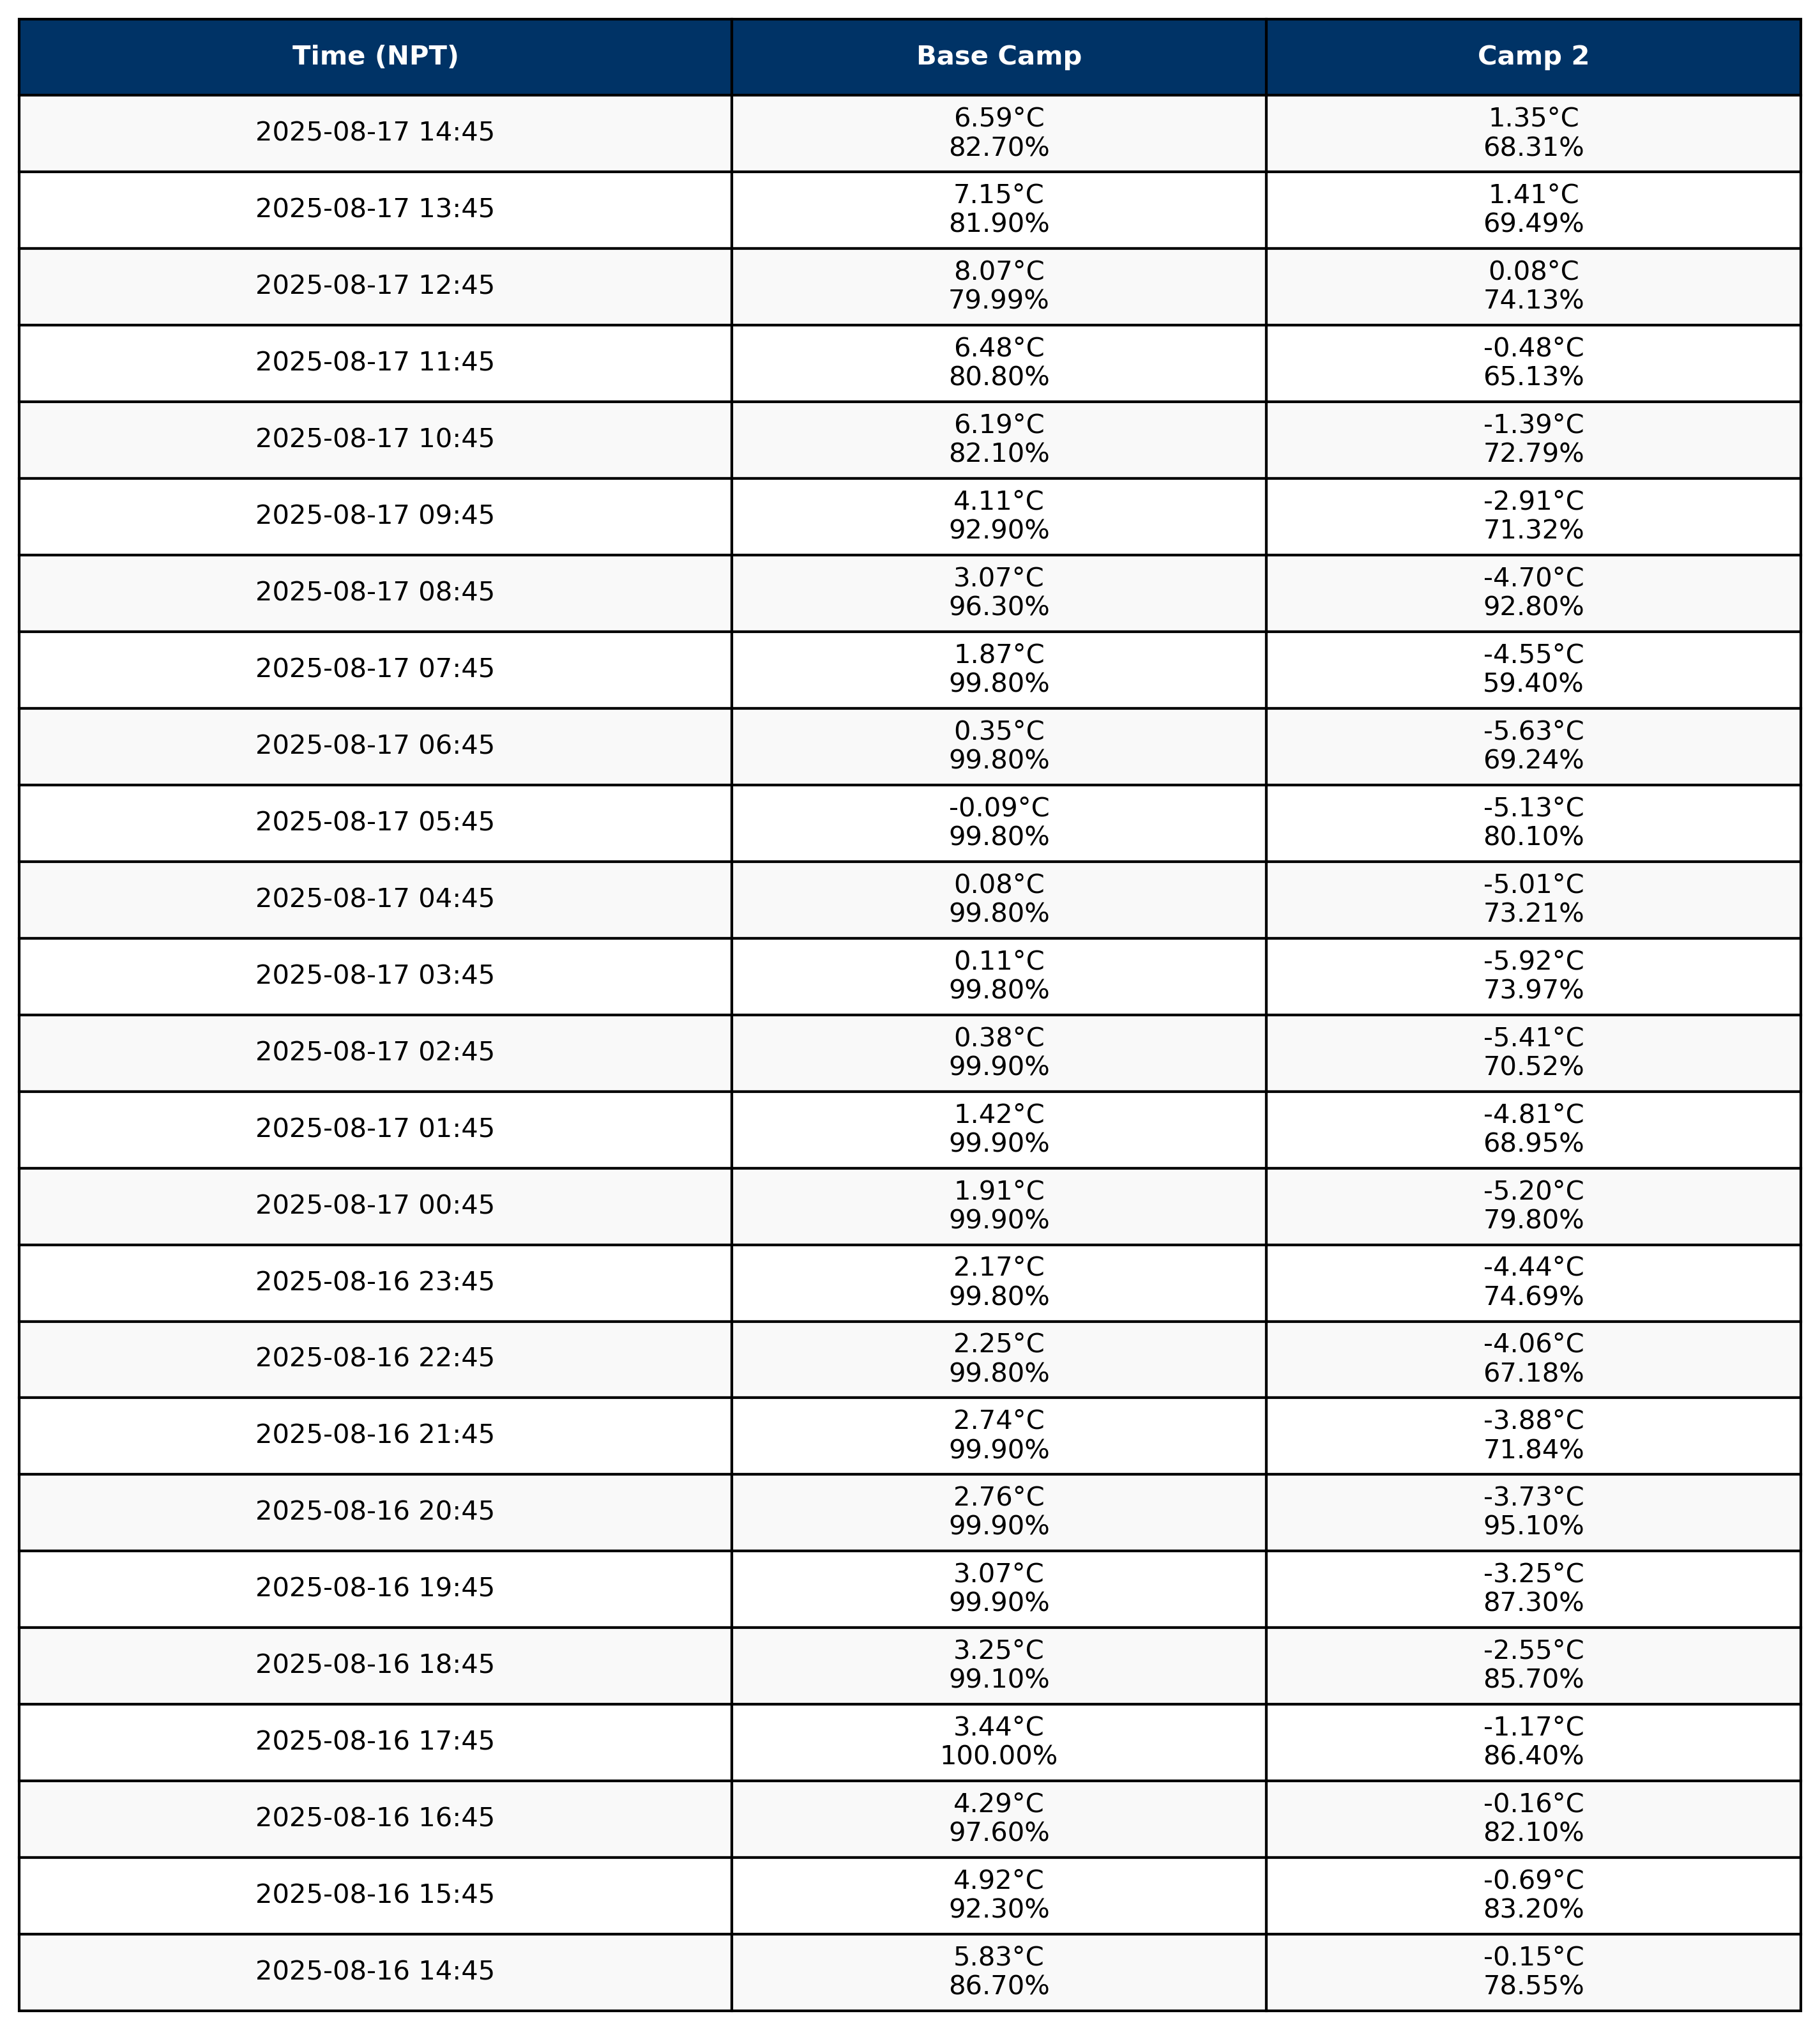 Time (NPT) Base Camp Camp 2
2025-08-17 14:45
6.59°C
82.70%
1.35°C
68.31%
2025-08-17 13:45
7.15°C
81.90%
1.41°C
69.49%
2025-08-17 12:45
8.07°C
79.99%
0.08°C
74.13%
2025-08-17 11:45
6.48°C
80.80%
-0.48°C
65.13%
2025-08-17 10:45
6.19°C
82.10%
-1.39°C
72.79%
2025-08-17 09:45
4.11°C
92.90%
-2.91°C
71.32%
2025-08-17 08:45
3.07°C
96.30%
-4.70°C
92.80%
2025-08-17 07:45
1.87°C
99.80%
-4.55°C
59.40%
2025-08-17 06:45
0.35°C
99.80%
-5.63°C
69.24%
2025-08-17 05:45
-0.09°C
99.80%
-5.13°C
80.10%
2025-08-17 04:45
0.08°C
99.80%
-5.01°C
73.21%
2025-08-17 03:45
0.11°C
99.80%
-5.92°C
73.97%
2025-08-17 02:45
0.38°C
99.90%
-5.41°C
70.52%
2025-08-17 01:45
1.42°C
99.90%
-4.81°C
68.95%
2025-08-17 00:45
1.91°C
99.90%
-5.20°C
79.80%
2025-08-16 23:45
2.17°C
99.80%
-4.44°C
74.69%
2025-08-16 22:45
2.25°C
99.80%
-4.06°C
67.18%
2025-08-16 21:45
2.74°C
99.90%
-3.88°C
71.84%
2025-08-16 20:45
2.76°C
99.90%
-3.73°C
95.10%
2025-08-16 19:45
3.07°C
99.90%
-3.25°C
87.30%
2025-08-16 18:45
3.25°C
99.10%
-2.55°C
85.70%
2025-08-16 17:45
3.44°C
100.00%
-1.17°C
86.40%
2025-08-16 16:45
4.29°C
97.60%
-0.16°C
82.10%
2025-08-16 15:45
4.92°C
92.30%
-0.69°C
83.20%
2025-08-16 14:45
5.83°C
86.70%
-0.15°C
78.55%